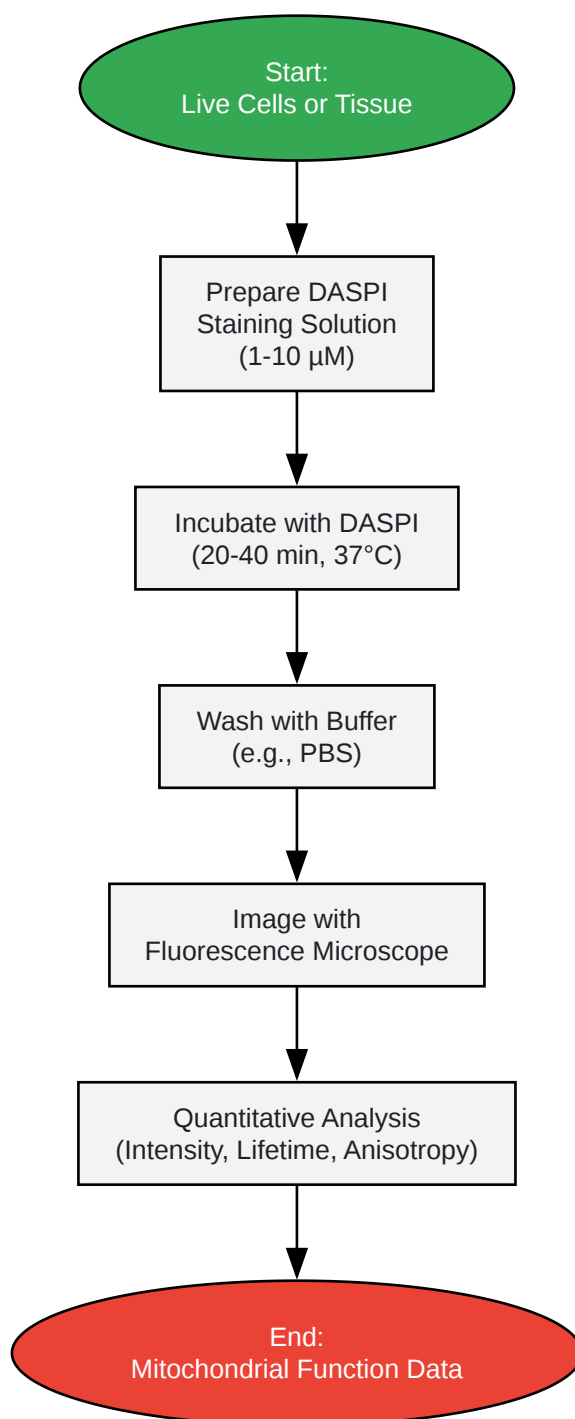 Start:
Live Cells or Tissue
Prepare DASPI
Staining Solution
(1-10 µM)
Incubate with DASPI
(20-40 min, 37°C)
Wash with Buffer
(e.g., PBS)
Image with
Fluorescence Microscope
Quantitative Analysis
(Intensity, Lifetime, Anisotropy)
End:
Mitochondrial Function Data